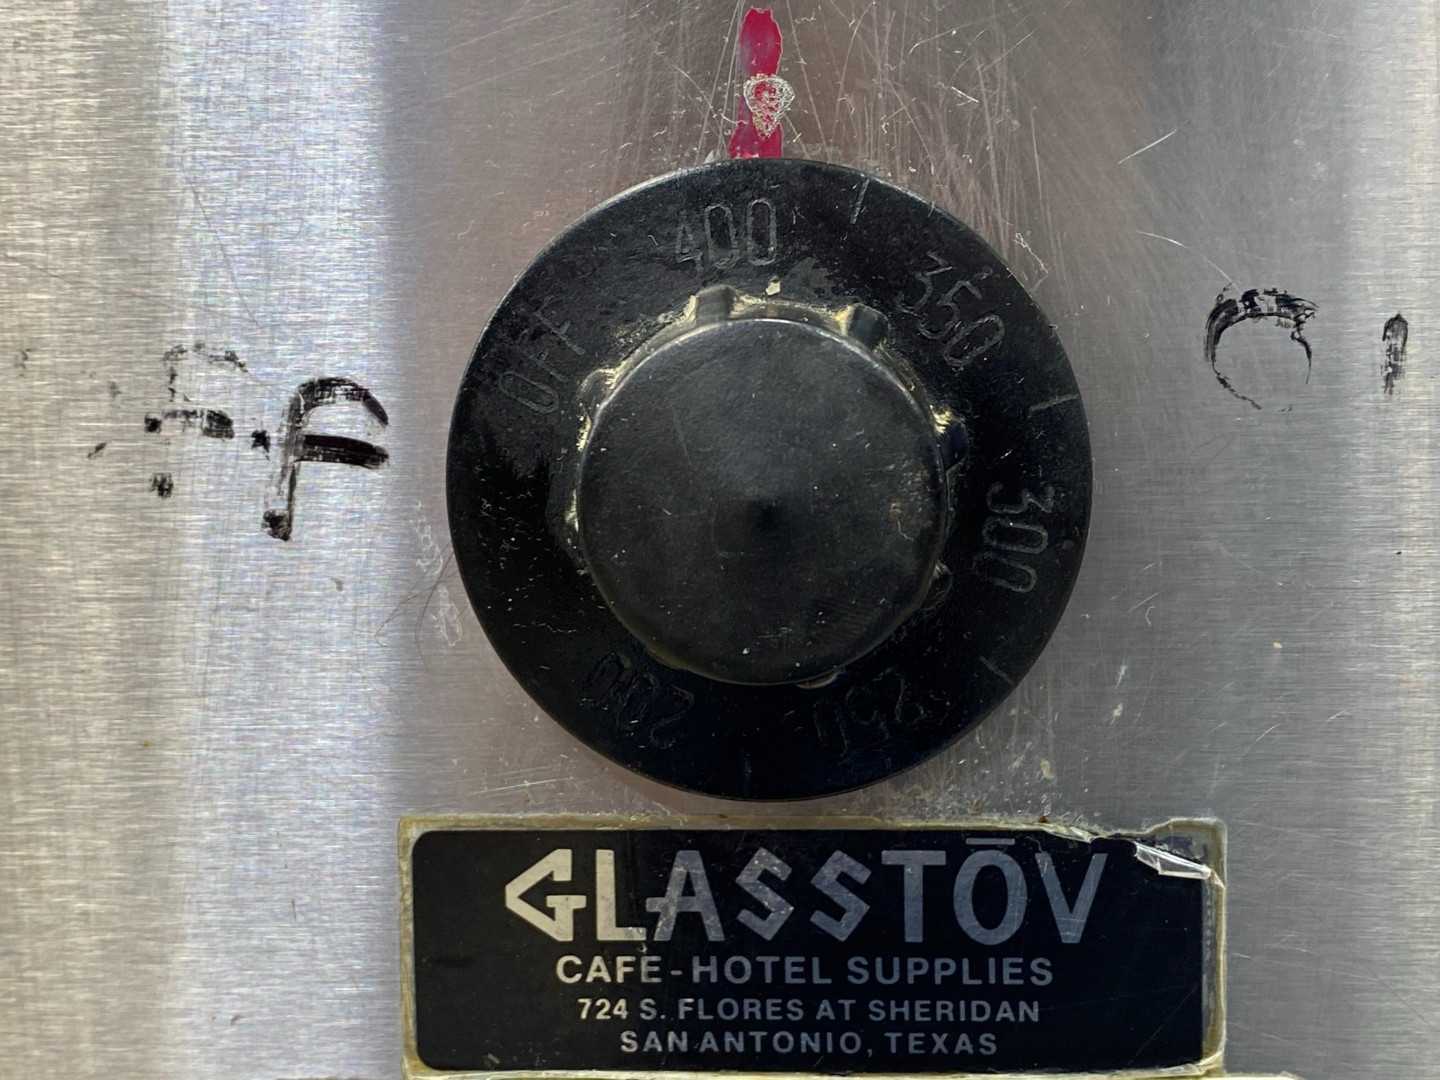 400
350
OFF
300
250
200
GLASSTŌV
CAFE-HOTEL SUPPLIES
724 S. FLORES AT SHERIDAN
SAN ANTONIO, TEXAS